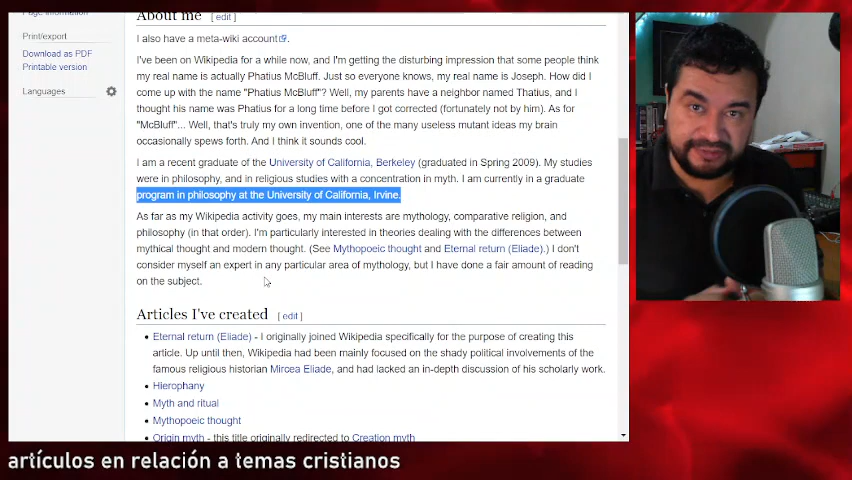 Page information
Print/export
Download as PDF
Printable version
Languages
About me [ edit ]
I also have a meta-wiki account.
I've been on Wikipedia for a while now, and I'm getting the disturbing impression that some people think
my real name is actually Phatius McBluff. Just so everyone knows, my real name is Joseph. How did I
come up with the name "Phatius McBluff"? Well, my parents have a neighbor named Thatius, and I
thought his name was Phatius for a long time before I got corrected (fortunately not by him). As for
"McBluff"... Well, that's truly my own invention, one of the many useless mutant ideas my brain
occasionally spews forth. And I think it sounds cool.
I am a recent graduate of the University of California, Berkeley (graduated in Spring 2009). My studies
were in philosophy, and in religious studies with a concentration in myth. I am currently in a graduate
program in philosophy at the University of California, Irvine.
As far as my Wikipedia activity goes, my main interests are mythology, comparative religion, and
philosophy (in that order). I'm particularly interested in theories dealing with the differences between
mythical thought and modern thought. (See Mythopoeic thought and Eternal return (Eliade).) I don't
consider myself an expert in any particular area of mythology, but I have done a fair amount of reading
on the subject.
Articles I've created [ edit ]
Eternal return (Eliade) - I originally joined Wikipedia specifically for the purpose of creating this
article. Up until then, Wikipedia had been mainly focused on the shady political involvements of the
famous religious historian Mircea Eliade, and had lacked an in-depth discussion of his scholarly work.
Hierophany
Myth and ritual
Mythopoeic thought
Origin myth - this title originally redirected to Creation myth
artículos en relación a temas cristianos